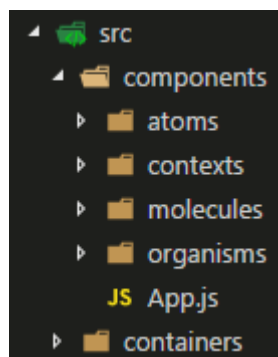 src
components
atoms
contexts
molecules
organisms
JS App.js
containers